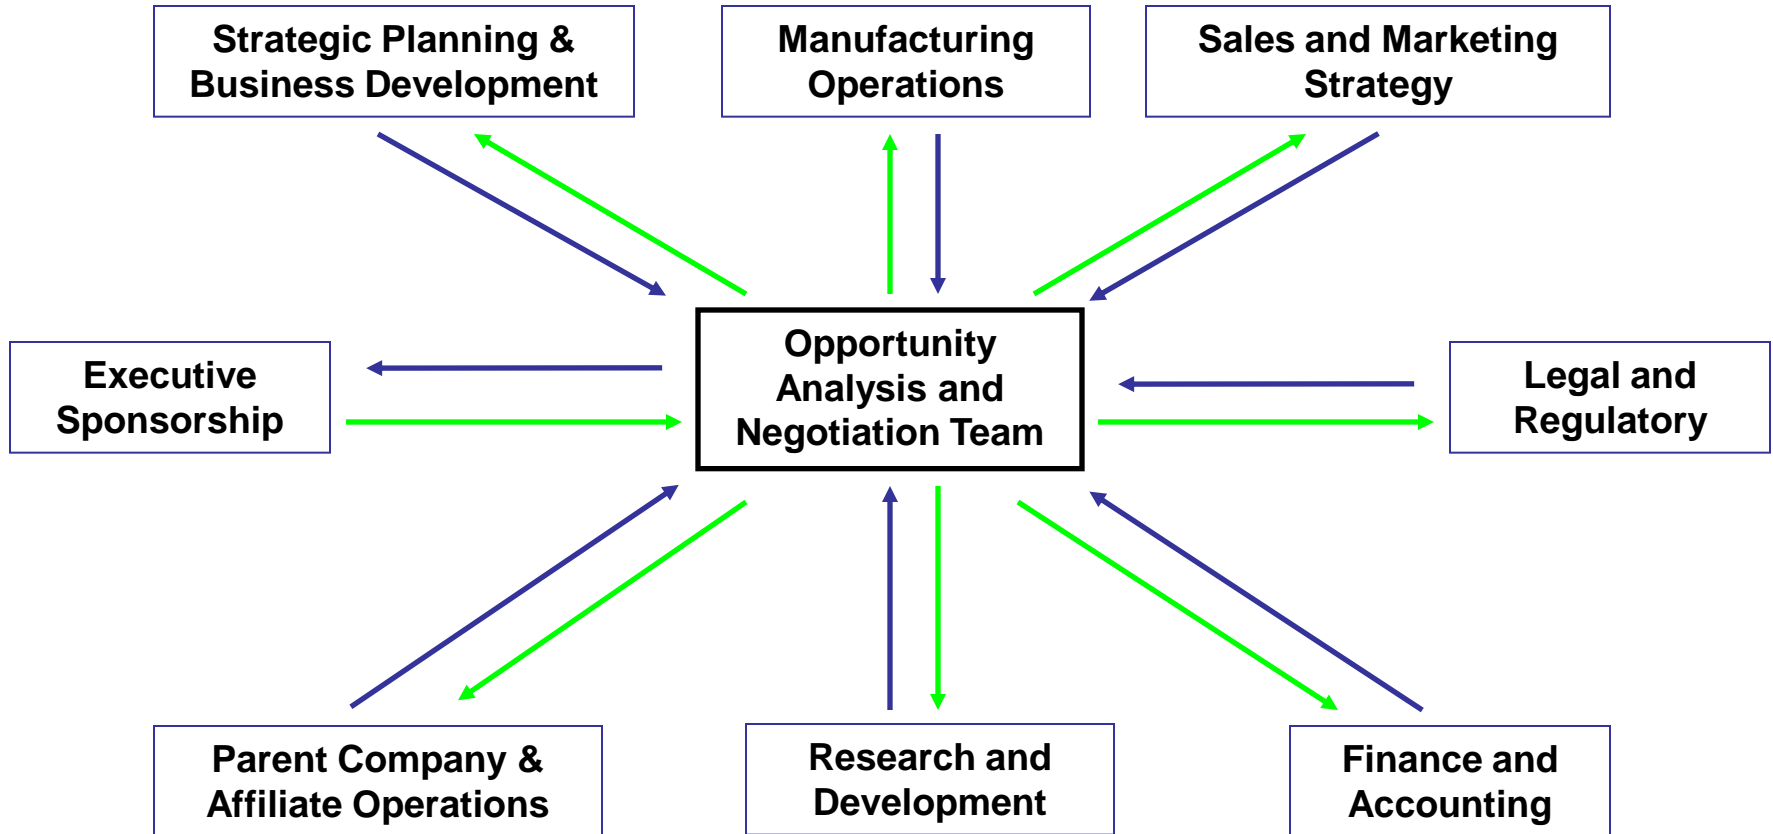 Strategic Planning &
Business Development
Manufacturing
Operations
Sales and Marketing
Strategy
Executive
Sponsorship
Opportunity
Analysis and
Negotiation Team
Legal and
Regulatory
Parent Company &
Affiliate Operations
Research and
Development
Finance and
Accounting